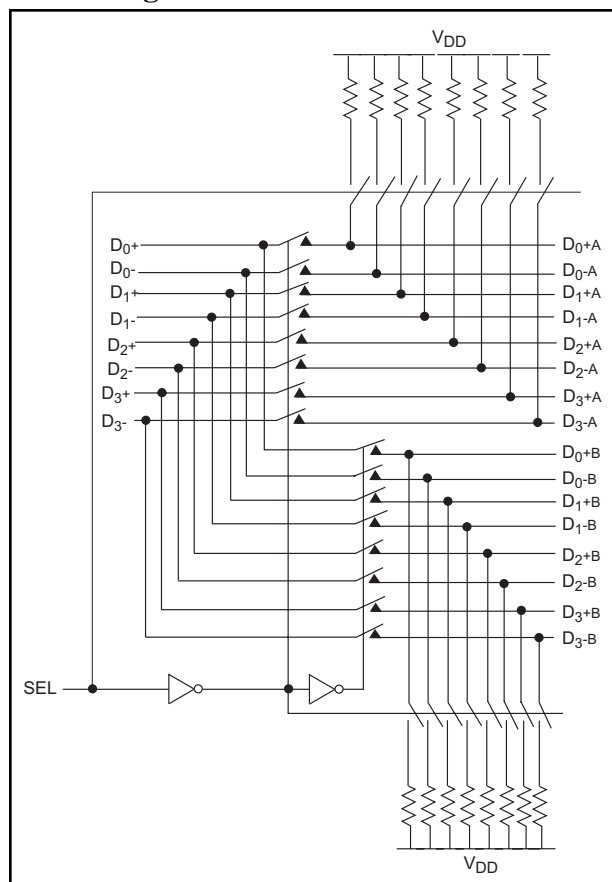 VDD
D0+
D0-
D1+
D1-
D2+
D2-
D3+
D3-
D0+A
D0-A
D1+A
D1-A
D2+A
D2-A
D3+A
D3-A
D0+B
D0-B
D1+B
D1-B
D2+B
D2-B
D3+B
D3-B
SEL
VDD